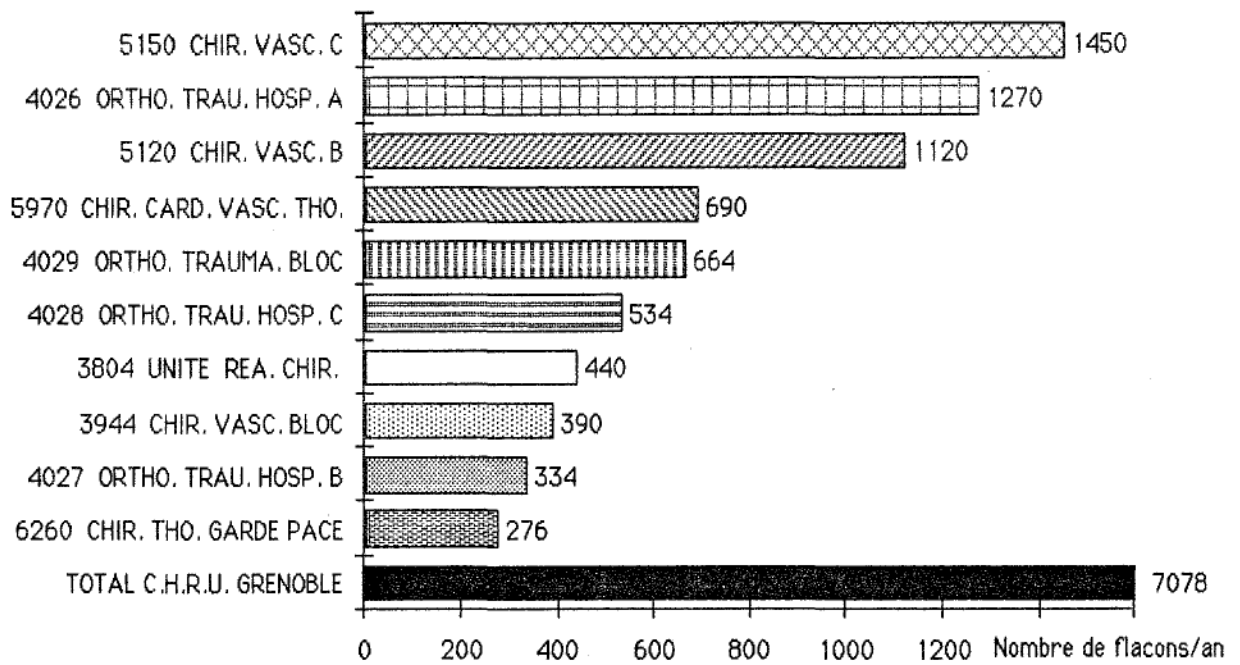 5150 CHIR. VASC. C 1450
4026 ORTHO. TRAU. HOSP. A 1270
5120 CHIR. VASC. B 1120
5970 CHIR. CARD. VASC. THO. 690
4029 ORTHO. TRAUMA. BLOC 664
4028 ORTHO. TRAU. HOSP. C 534
3804 UNITE REA. CHIR. 440
3944 CHIR. VASC. BLOC 390
4027 ORTHO. TRAU. HOSP. B 334
6260 CHIR. THO. GARDE PACE 276
TOTAL C.H.R.U. GRENOBLE 7078
0 200 400 600 800 1000 1200 Nombre de flacons/an